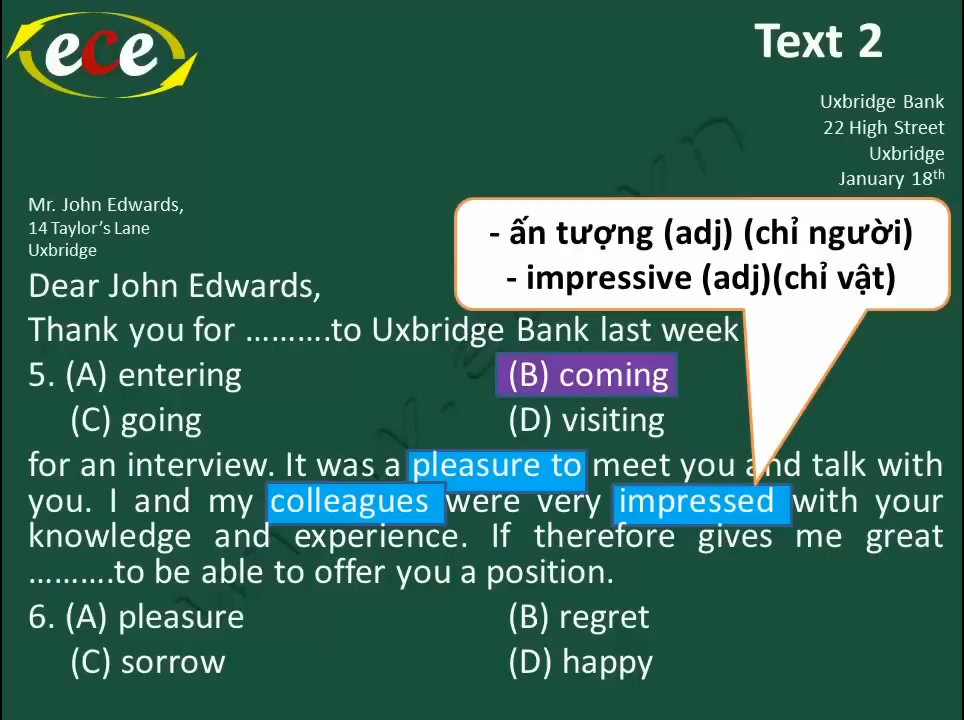 ece
Text 2
Uxbridge Bank
22 High Street
Uxbridge
January 18th
Mr. John Edwards,
14 Taylor's Lane
Uxbridge
- ấn tượng (adj) (chỉ người)
- impressive (adj)(chỉ vật)
Dear John Edwards,
Thank you for ……….to Uxbridge Bank last week
5. (A) entering (B) coming
(C) going (D) visiting
for an interview. It was a pleasure to meet you and talk with
you. I and my colleagues were very impressed with your
knowledge and experience. If therefore gives me great
……….to be able to offer you a position.
6. (A) pleasure (B) regret
(C) sorrow (D) happy